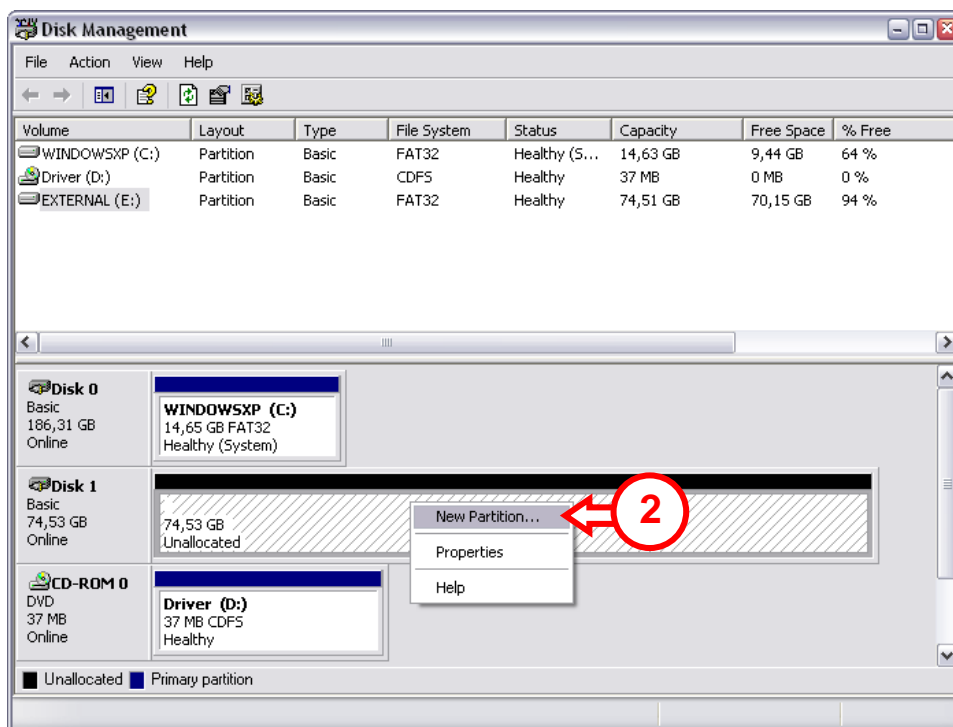 Disk Management
File Action View Help
Volume Layout Type File System Status Capacity Free Space % Free
WINDOWSXP (C:) Partition Basic FAT32 Healthy (S... 14,63 GB 9,44 GB 64 %
Driver (D:) Partition Basic CDFS Healthy 37 MB 0 MB 0 %
EXTERNAL (E:) Partition Basic FAT32 Healthy 74,51 GB 70,15 GB 94 %
Disk 0
Basic
186,31 GB
Online
WINDOWSXP (C:)
14,65 GB FAT32
Healthy (System)
Disk 1
Basic
74,53 GB
Online
74,53 GB
Unallocated
New Partition...
Properties
Help
2
CD-ROM 0
DVD
37 MB
Online
Driver (D:)
37 MB CDFS
Healthy
Unallocated Primary partition